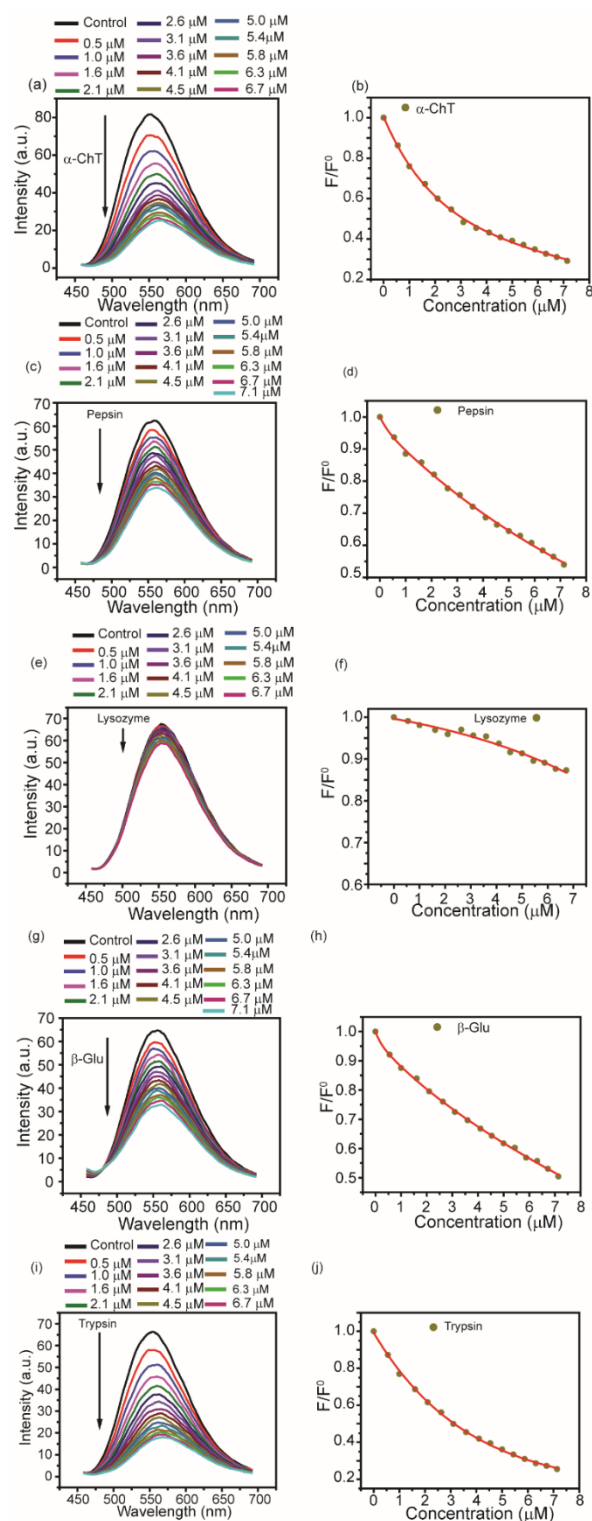 Control 2.6 μM 5.0 μM
0.5 μM 3.1 μM 5.4μM
1.0 μM 3.6 μM 5.8 μM
1.6 μM 4.1 μM 6.3 μM
2.1 μM 4.5 μM 6.7 μM
(a)
80
60
40
20
0
Intensity (a.u.)
α-ChT
450 500 550 600 650 700
Wavelength (nm)
(b)
α-ChT
1.0
0.8
0.6
0.4
0.2
F/F⁰
0 1 2 3 4 5 6 7 8
Concentration (μM)
Control 2.6 μM 5.0 μM
0.5 μM 3.1 μM 5.4μM
1.0 μM 3.6 μM 5.8 μM
1.6 μM 4.1 μM 6.3 μM
2.1 μM 4.5 μM 6.7 μM
7.1 μM
(c)
70
60
50
40
30
20
10
0
Intensity (a.u.)
Pepsin
450 500 550 600 650 700
Wavelength (nm)
(d)
Pepsin
1.0
0.9
0.8
0.7
0.6
0.5
F/F⁰
0 1 2 3 4 5 6 7 8
Concentration (μM)
Control 2.6 μM 5.0 μM
0.5 μM 3.1 μM 5.4μM
1.0 μM 3.6 μM 5.8 μM
1.6 μM 4.1 μM 6.3 μM
2.1 μM 4.5 μM 6.7 μM
(e)
70
60
50
40
30
20
10
0
Intensity (a.u.)
Lysozyme
450 500 550 600 650 700
Wavelength (nm)
(f)
Lysozyme
1.0
0.9
0.8
0.7
0.6
F/F⁰
0 1 2 3 4 5 6 7
Concentration (μM)
(g)
Control 2.6 μM 5.0 μM
0.5 μM 3.1 μM 5.4μM
1.0 μM 3.6 μM 5.8 μM
1.6 μM 4.1 μM 6.3 μM
2.1 μM 4.5 μM 6.7 μM
7.1 μM
70
60
50
40
30
20
10
0
Intensity (a.u.)
β-Glu
450 500 550 600 650 700
Wavelength (nm)
(h)
β-Glu
1.0
0.9
0.8
0.7
0.6
0.5
F/F⁰
0 1 2 3 4 5 6 7 8
Concentration (μM)
Control 2.6 μM 5.0 μM
0.5 μM 3.1 μM 5.4μM
1.0 μM 3.6 μM 5.8 μM
1.6 μM 4.1 μM 6.3 μM
2.1 μM 4.5 μM 6.7 μM
(i)
70
60
50
40
30
20
10
0
Intensity (a.u.)
Trypsin
450 500 550 600 650 700
Wavelength (nm)
(j)
Trypsin
1.0
0.8
0.6
0.4
0.2
F/F⁰
0 1 2 3 4 5 6 7 8
Concentration (μM)